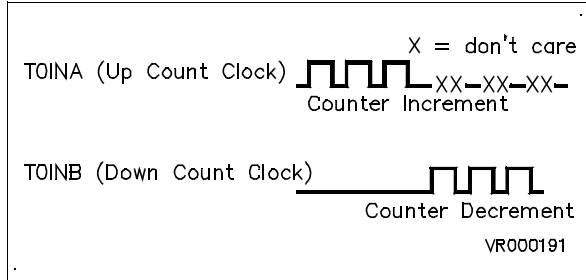 X = don't care
T0INA (Up Count Clock)
XX XX XX
Counter Increment
T0INB (Down Count Clock)
Counter Decrement
VR000191